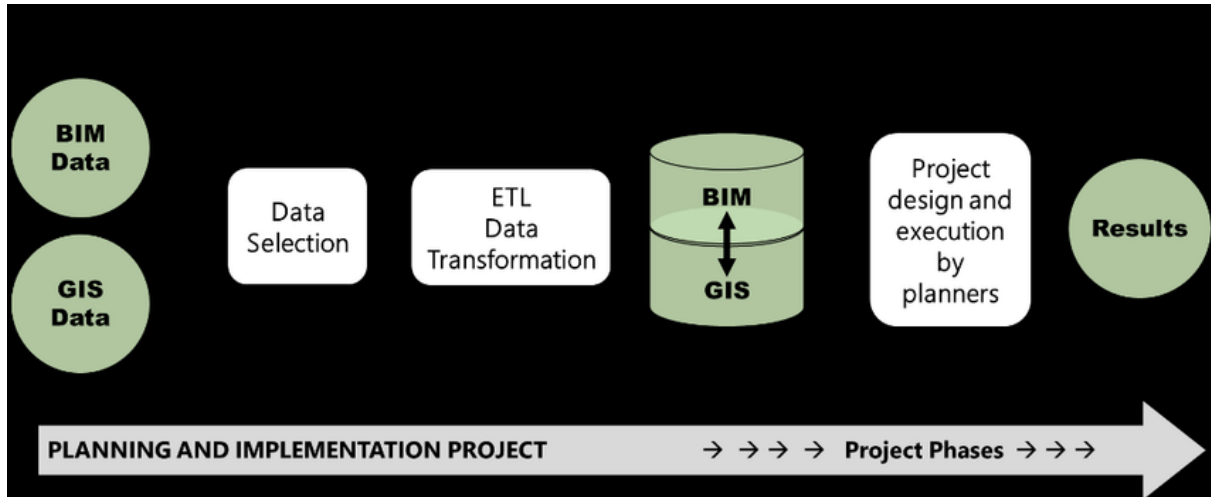 BIM
Data
GIS
Data
Data
Selection
ETL
Data
Transformation
BIM
GIS
Project
design and
execution
by
planners
Results
PLANNING AND IMPLEMENTATION PROJECT → → → → Project Phases → → →